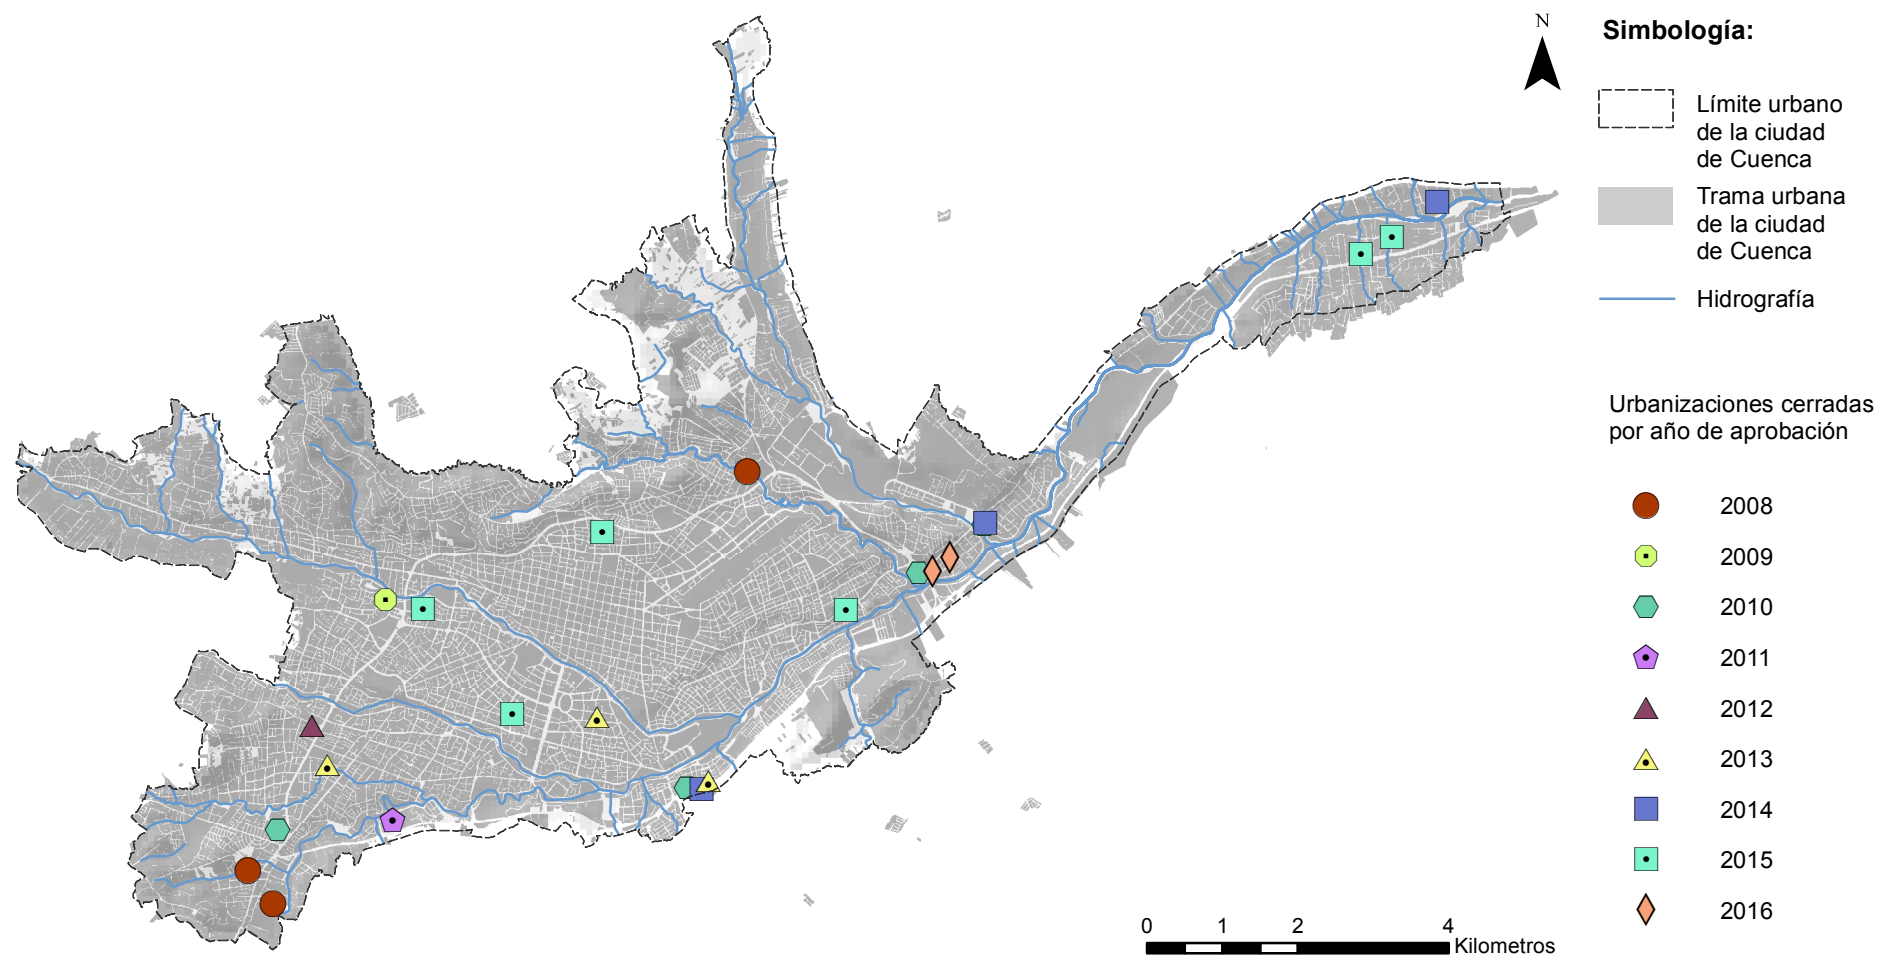 N
Simbología:
Límite urbano
de la ciudad
de Cuenca
Trama urbana
de la ciudad
de Cuenca
Hidrografía
Urbanizaciones cerradas
por año de aprobación
2008
2009
2010
2011
2012
2013
2014
2015
2016
0 1 2 4
Kilometros